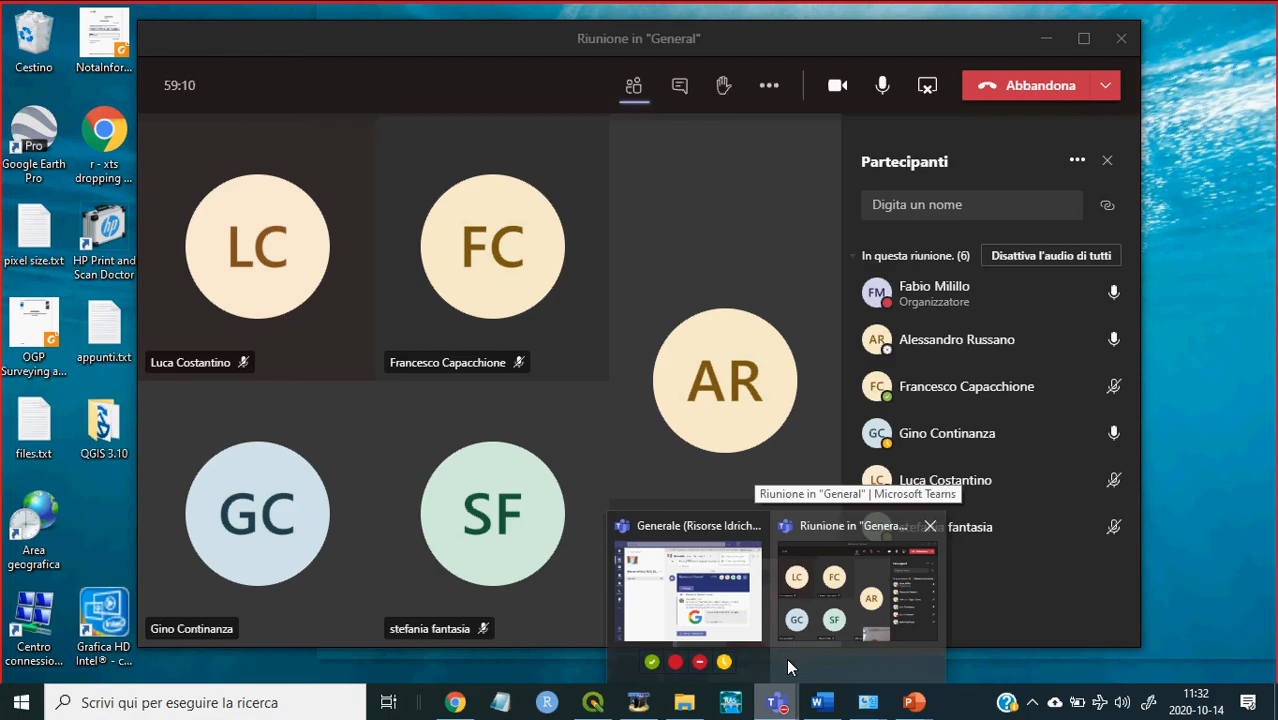 Riunione in "General"
59:10
Abbandona
Cestino
NotaInfor...
Pro
Google Earth
Pro
r - xts
dropping ...
pixel size.txt
HP Print and
Scan Doctor
OGP
Surveying a...
appunti.txt
files.txt
QGIS 3.10
Area
geografica
Centro
connessio...
Grafica HD
Intel® - c...
LC
Luca Costantino
FC
Francesco Capacchione
AR
GC
Gino Continanza
SF
Partecipanti
Digita un nome
In questa riunione. (6)
Disattiva l'audio di tutti
FM
Fabio Milillo
Organizzatore
AR
Alessandro Russano
FC
Francesco Capacchione
GC
Gino Continanza
LC
Luca Costantino
fantasia
Riunione in "General" | Microsoft Teams
Generale (Risorse Idrich...
Riunione in "Genera...
LC
FC
AR
GC
SF
Scrivi qui per eseguire la ricerca
11:32
2020-10-14